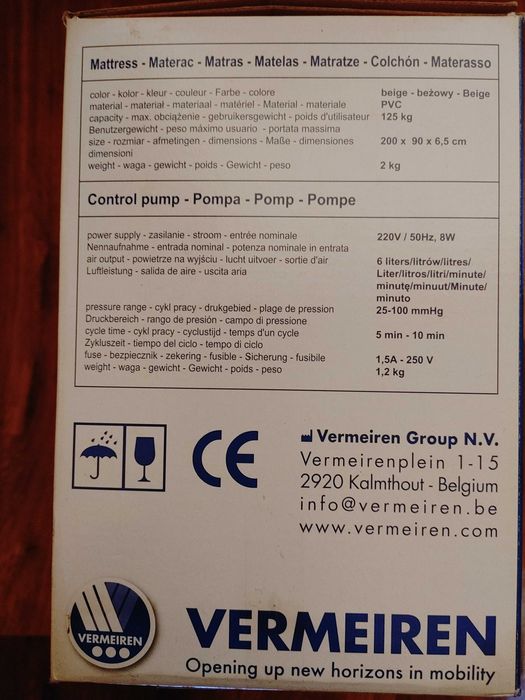 Mattress - Materac - Matras - Matelas - Matratze - Colchón - Materasso
color - kolor - kleur - couleur - Farbe - colore beige - beżowy - Beige
material - materiał - materiaal - matériel - Material - materiale PVC
capacity - max. obciążenie - gebruikersgewicht - poids d'utilisateur 125 kg
Benutzergewicht - peso máximo usuario - portata massima
size - rozmiar - afmetingen - dimensions - Maße - dimensiones 200 x 90 x 6,5 cm
dimensioni
weight - waga - gewicht - poids - Gewicht - peso 2 kg
Control pump - Pompa - Pomp - Pompe
power supply - zasilanie - stroom - entrée nominale 220V / 50Hz, 8W
Nennaufnahme - entrada nominal - potenza nominale in entrata
air output - powietrze na wyjściu - lucht uitvoer - sortie d'air 6 liters/litrów/litres/
Luftleistung - salida de aire - uscita aria Liter/litros/litri/minute/
minutę/minuut/Minute/
minuto
pressure range - cykl pracy - drukgebied - plage de pression 25-100 mmHg
Druckbereich - rango de presión - campo di pressione
cycle time - cykl pracy - cyclustijd - temps d'un cycle 5 min - 10 min
Zykluszeit - tiempo del ciclo - tempo di ciclo
fuse - bezpiecznik - zekering - fusible - Sicherung - fusibile 1,5A - 250 V
weight - waga - gewicht - Gewicht - poids - peso 1,2 kg
CE
Vermeiren Group N.V.
Vermeirenplein 1-15
2920 Kalmthout - Belgium
info@vermeiren.be
www.vermeiren.com
VERMEIREN
VERMEIREN
Opening up new horizons in mobility